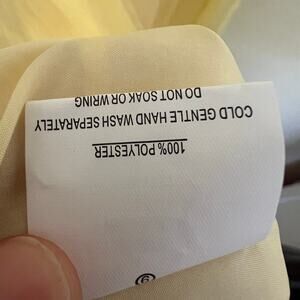 100% POLYESTER
COLD GENTLE HAND WASH SEPARATELY
DO NOT SOAK OR WRING